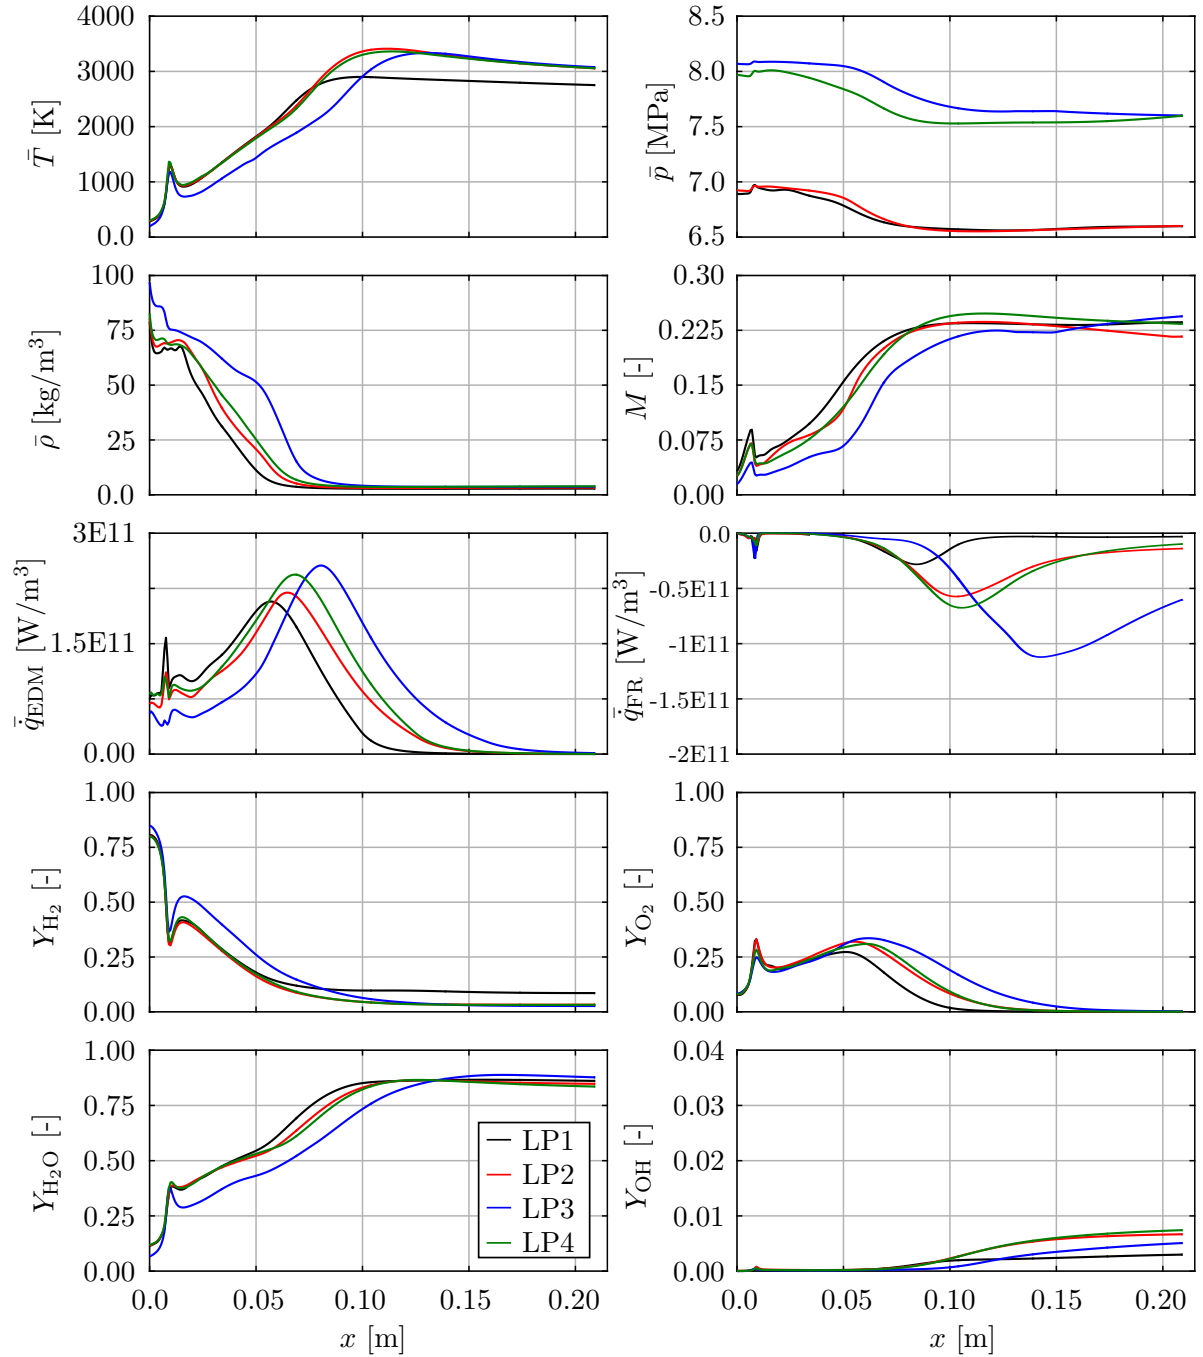 4000
3000
2000
1000
0.0
T̄ [K]
8.5
8.0
7.5
7.0
6.5
p̄ [MPa]
100
75
50
25
0.0
ρ̄ [kg/m³]
0.30
0.225
0.15
0.075
0.00
M [-]
3E11
1.5E11
0.00
q̄̇EDM [W/m³]
0.0
-0.5E11
-1E11
-1.5E11
-2E11
q̄̇FR [W/m³]
1.00
0.75
0.50
0.25
0.00
Y_H₂ [-]
1.00
0.75
0.50
0.25
0.00
Y_O₂ [-]
1.00
0.75
0.50
0.25
0.00
Y_H₂O [-]
LP1
LP2
LP3
LP4
0.0 0.05 0.10 0.15 0.20
x [m]
0.04
0.03
0.02
0.01
0.00
Y_OH [-]
0.0 0.05 0.10 0.15 0.20
x [m]